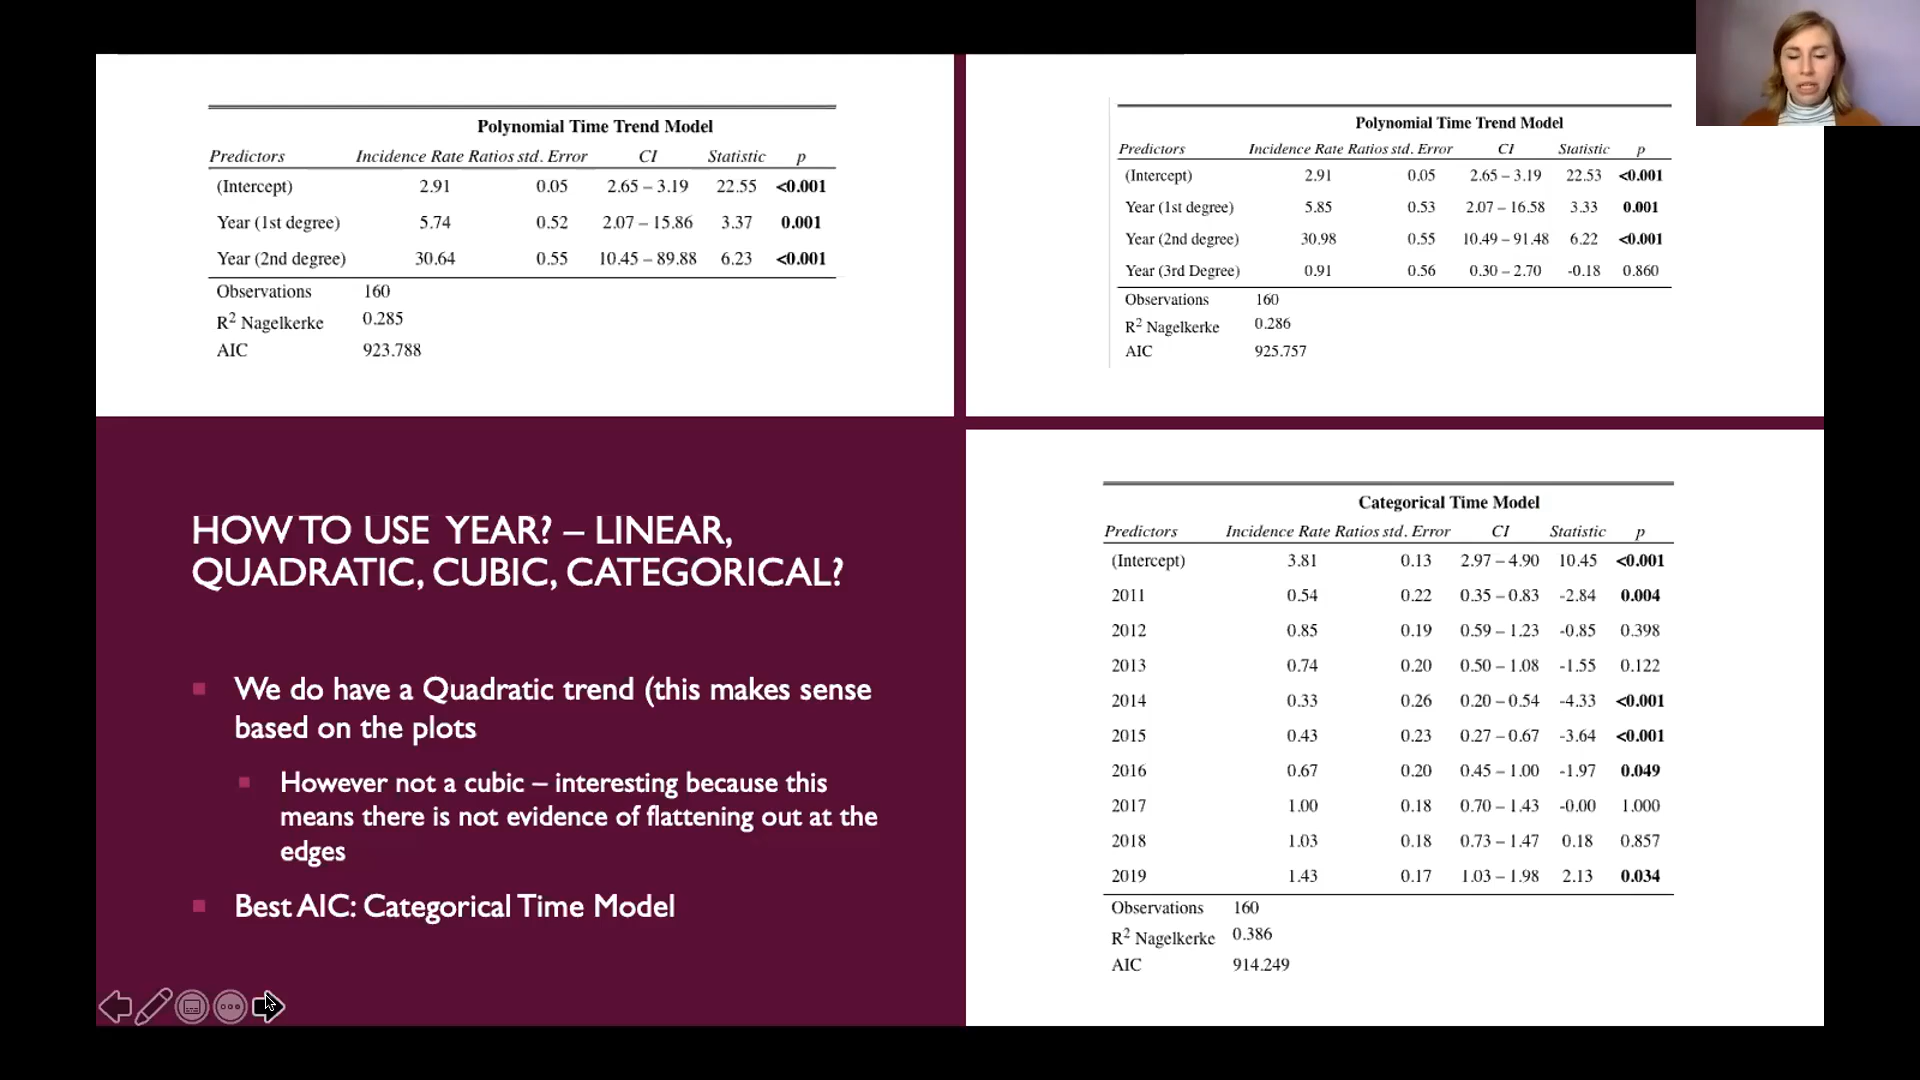 Polynomial Time Trend Model
Predictors Incidence Rate Ratios std. Error CI Statistic p
(Intercept) 2.91 0.05 2.65 – 3.19 22.55 <0.001
Year (1st degree) 5.74 0.52 2.07 – 15.86 3.37 0.001
Year (2nd degree) 30.64 0.55 10.45 – 89.88 6.23 <0.001
Observations 160
R2 Nagelkerke 0.285
AIC 923.788
Polynomial Time Trend Model
Predictors Incidence Rate Ratios std. Error CI Statistic p
(Intercept) 2.91 0.05 2.65 – 3.19 22.53 <0.001
Year (1st degree) 5.85 0.53 2.07 – 16.58 3.33 0.001
Year (2nd degree) 30.98 0.55 10.49 – 91.48 6.22 <0.001
Year (3rd Degree) 0.91 0.56 0.30 – 2.70 -0.18 0.860
Observations 160
R2 Nagelkerke 0.286
AIC 925.757
HOW TO USE YEAR? – LINEAR,
QUADRATIC, CUBIC, CATEGORICAL?
We do have a Quadratic trend (this makes sense
based on the plots
However not a cubic – interesting because this
means there is not evidence of flattening out at the
edges
Best AIC: Categorical Time Model
Categorical Time Model
Predictors Incidence Rate Ratios std. Error CI Statistic p
(Intercept) 3.81 0.13 2.97 – 4.90 10.45 <0.001
2011 0.54 0.22 0.35 – 0.83 -2.84 0.004
2012 0.85 0.19 0.59 – 1.23 -0.85 0.398
2013 0.74 0.20 0.50 – 1.08 -1.55 0.122
2014 0.33 0.26 0.20 – 0.54 -4.33 <0.001
2015 0.43 0.23 0.27 – 0.67 -3.64 <0.001
2016 0.67 0.20 0.45 – 1.00 -1.97 0.049
2017 1.00 0.18 0.70 – 1.43 -0.00 1.000
2018 1.03 0.18 0.73 – 1.47 0.18 0.857
2019 1.43 0.17 1.03 – 1.98 2.13 0.034
Observations 160
R2 Nagelkerke 0.386
AIC 914.249